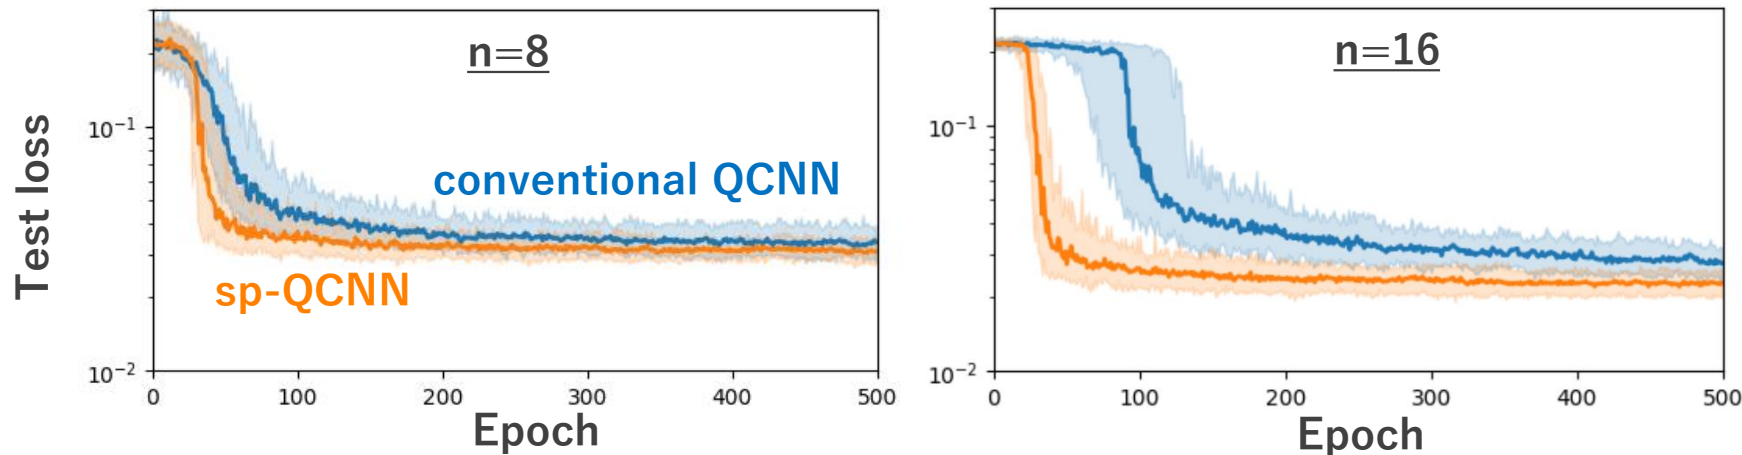 Test loss
n=8
10⁻¹
10⁻²
conventional QCNN
sp-QCNN
0 100 200 300 400 500
Epoch
n=16
10⁻¹
10⁻²
0 100 200 300 400 500
Epoch